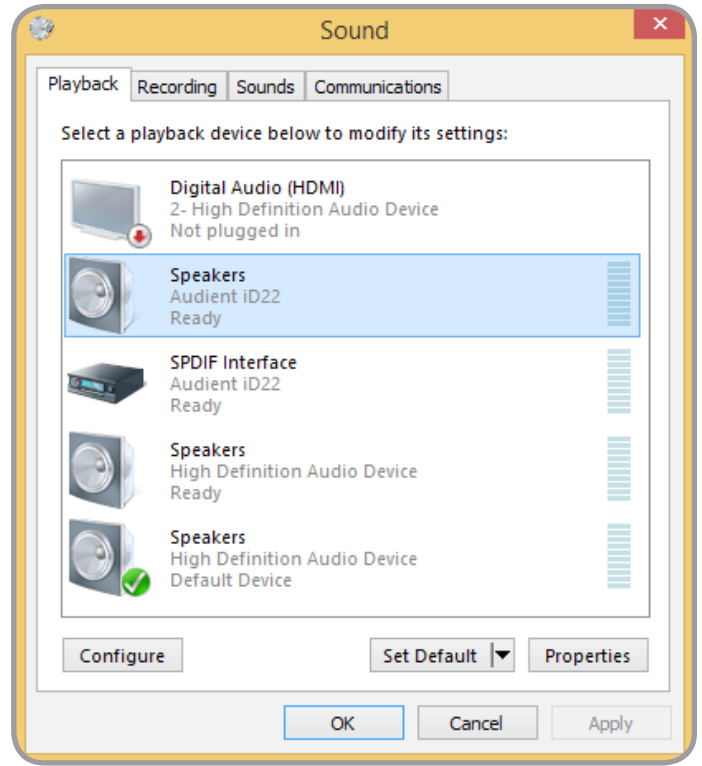 Sound
Playback Recording Sounds Communications
Select a playback device below to modify its settings:
Digital Audio (HDMI)
2- High Definition Audio Device
Not plugged in
Speakers
Audient iD22
Ready
SPDIF Interface
Audient iD22
Ready
Speakers
High Definition Audio Device
Ready
Speakers
High Definition Audio Device
Default Device
Configure Set Default Properties
OK Cancel Apply